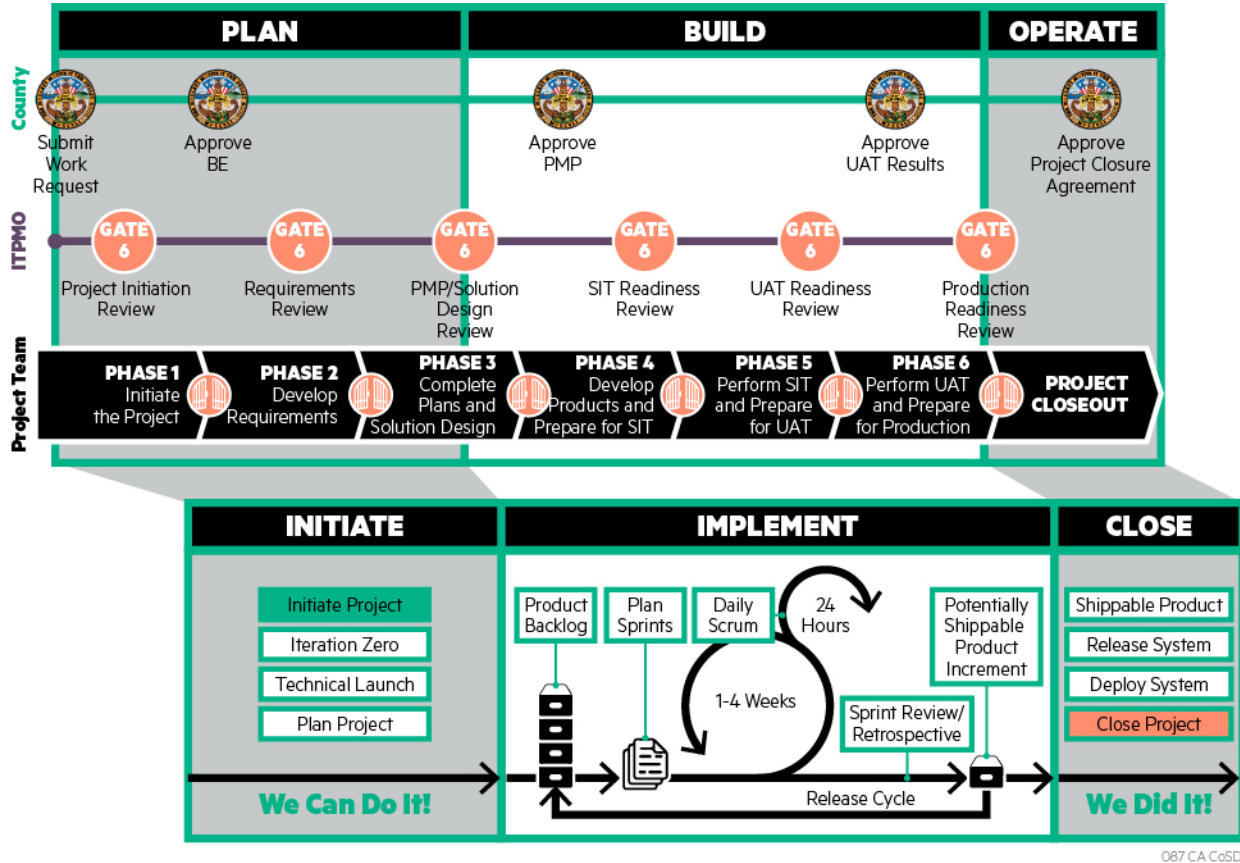 PLAN
BUILD
OPERATE
County
Submit
Work
Request
Approve
BE
Approve
PMP
Approve
UAT Results
Approve
Project Closure
Agreement
ITPMO
GATE
6
GATE
6
GATE
6
GATE
6
GATE
6
GATE
6
Project Initiation
Review
Requirements
Review
PMP/Solution
Design
Review
SIT Readiness
Review
UAT Readiness
Review
Production
Readiness
Review
Project Team
PHASE 1
Initiate
the Project
PHASE 2
Develop
Requirements
PHASE 3
Complete
Plans and
Solution Design
PHASE 4
Develop
Products and
Prepare for SIT
PHASE 5
Perform SIT
and Prepare
for UAT
PHASE 6
Perform UAT
and Prepare
for Production
PROJECT
CLOSEOUT
INITIATE
IMPLEMENT
CLOSE
Initiate Project
Iteration Zero
Technical Launch
Plan Project
We Can Do It!
Product
Backlog
Plan
Sprints
Daily
Scrum
24
Hours
1-4 Weeks
Sprint Review/
Retrospective
Potentially
Shippable
Product
Increment
Release Cycle
Shippable Product
Release System
Deploy System
Close Project
We Did It!
087 CA CoSD